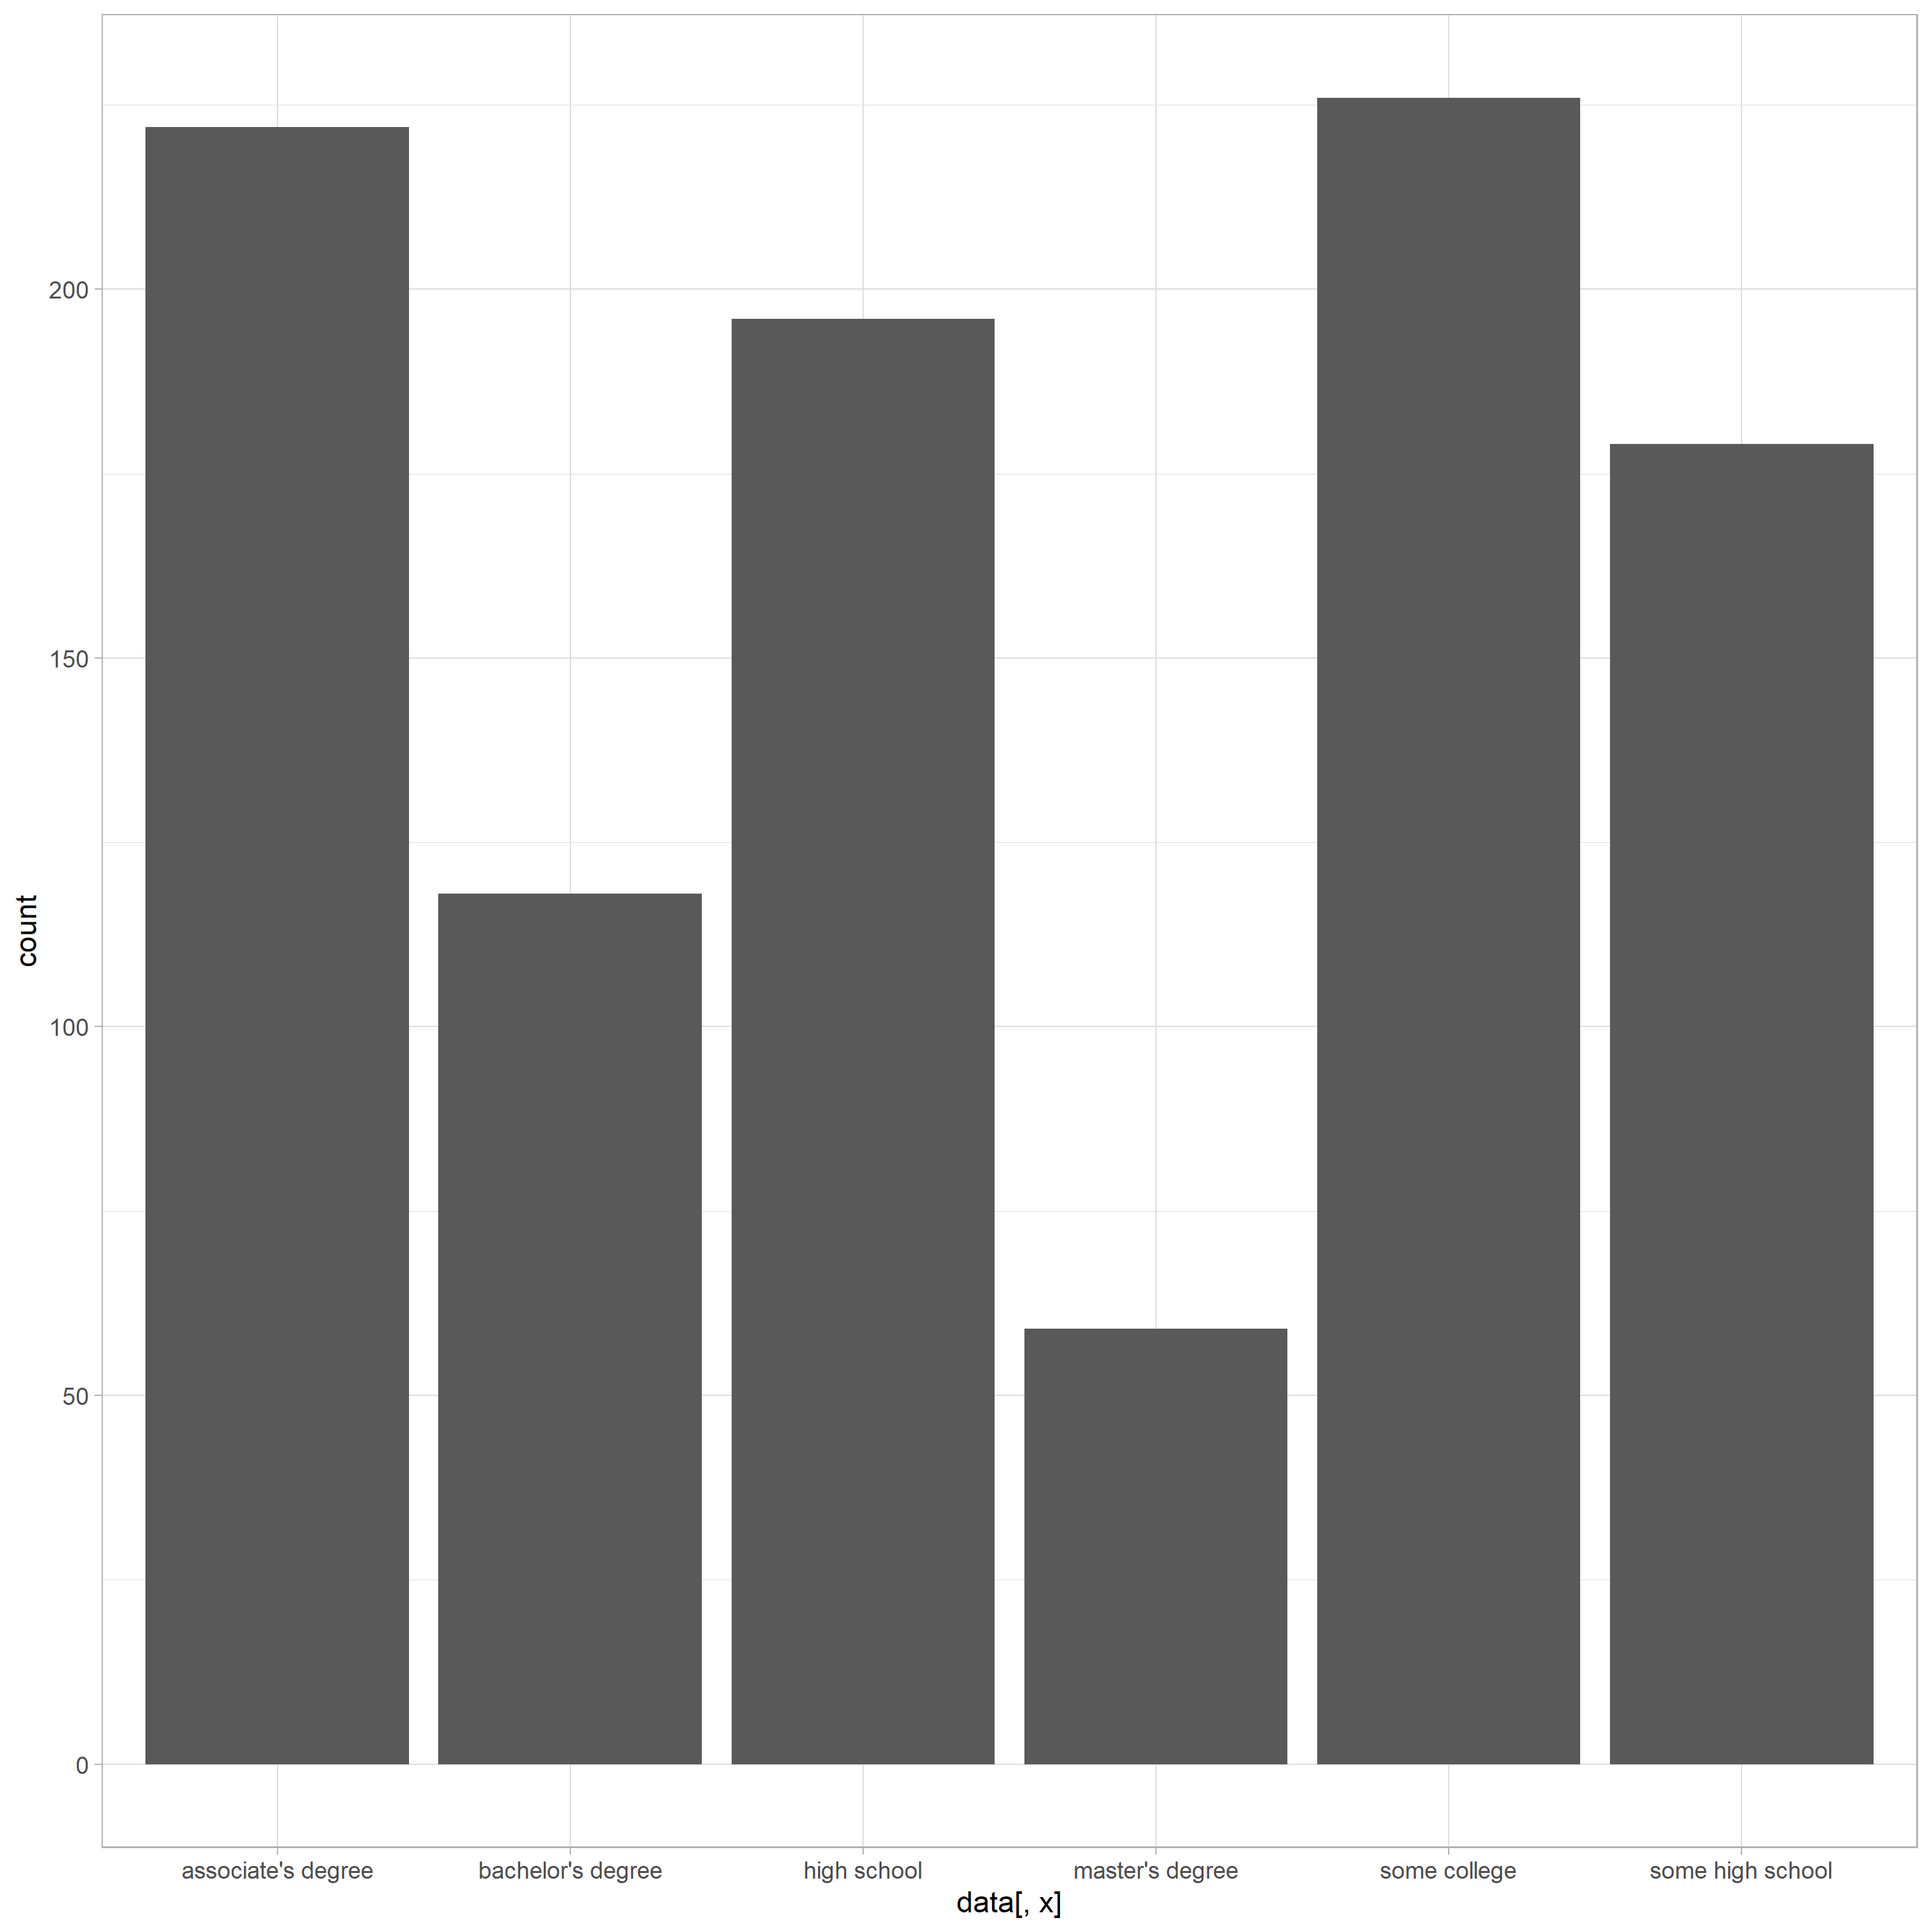 count
200
150
100
50
0
associate's degree bachelor's degree high school master's degree some college some high school
data[, x]